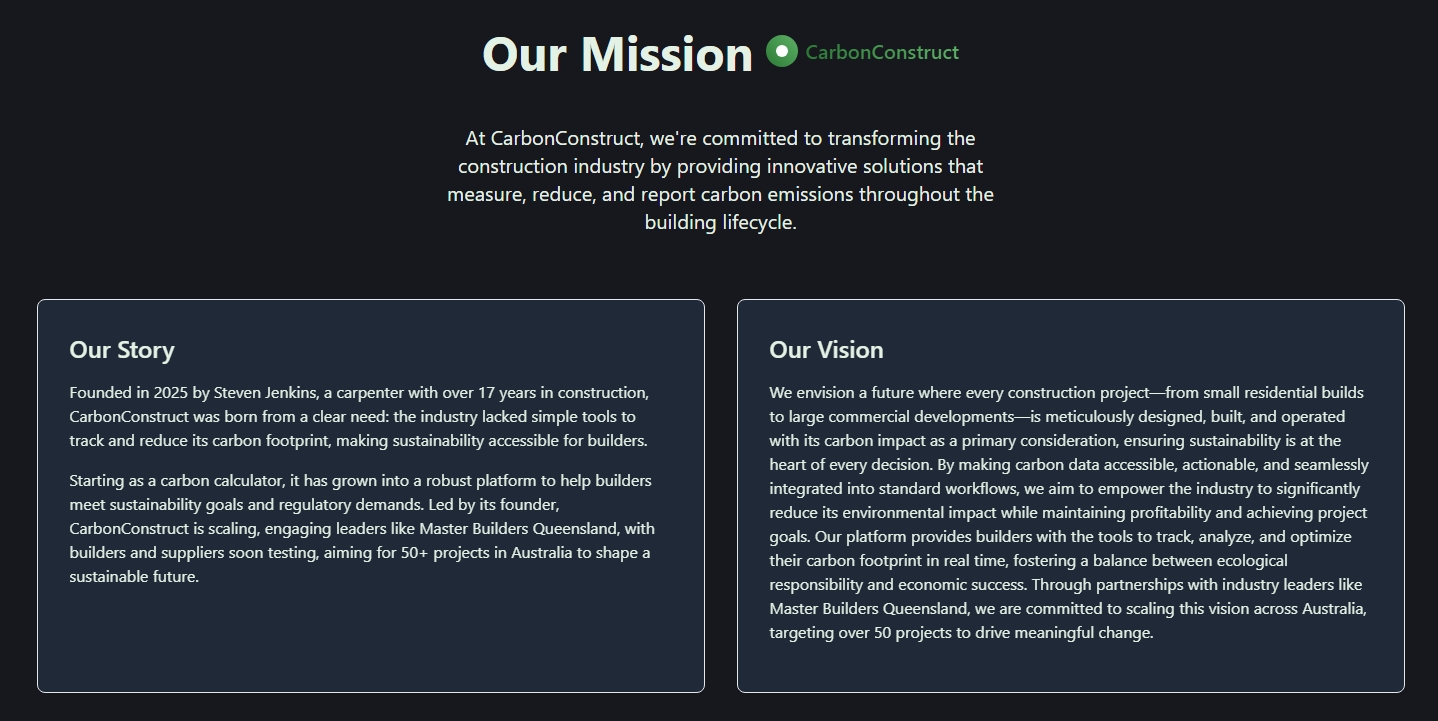 Our Mission CarbonConstruct
At CarbonConstruct, we're committed to transforming the
construction industry by providing innovative solutions that
measure, reduce, and report carbon emissions throughout the
building lifecycle.
Our Story
Founded in 2025 by Steven Jenkins, a carpenter with over 17 years in construction,
CarbonConstruct was born from a clear need: the industry lacked simple tools to
track and reduce its carbon footprint, making sustainability accessible for builders.
Starting as a carbon calculator, it has grown into a robust platform to help builders
meet sustainability goals and regulatory demands. Led by its founder,
CarbonConstruct is scaling, engaging leaders like Master Builders Queensland, with
builders and suppliers soon testing, aiming for 50+ projects in Australia to shape a
sustainable future.
Our Vision
We envision a future where every construction project—from small residential builds
to large commercial developments—is meticulously designed, built, and operated
with its carbon impact as a primary consideration, ensuring sustainability is at the
heart of every decision. By making carbon data accessible, actionable, and seamlessly
integrated into standard workflows, we aim to empower the industry to significantly
reduce its environmental impact while maintaining profitability and achieving project
goals. Our platform provides builders with the tools to track, analyze, and optimize
their carbon footprint in real time, fostering a balance between ecological
responsibility and economic success. Through partnerships with industry leaders like
Master Builders Queensland, we are committed to scaling this vision across Australia,
targeting over 50 projects to drive meaningful change.